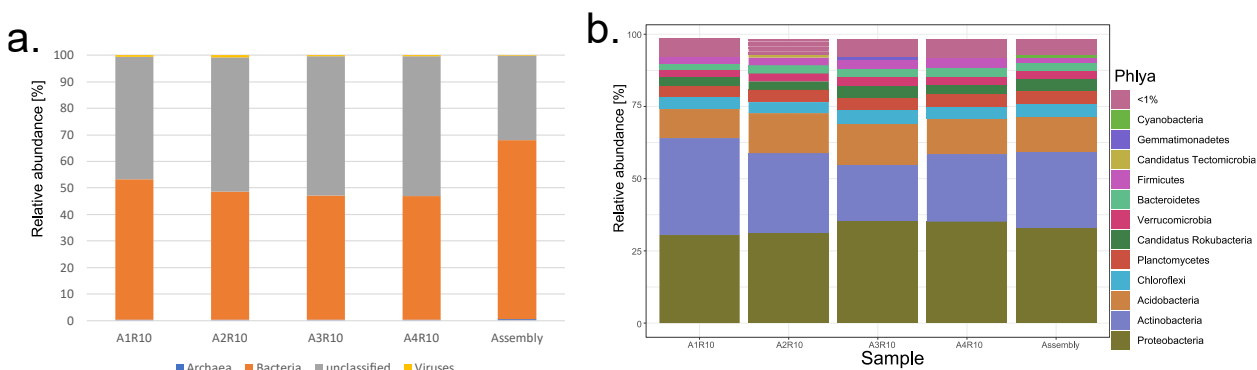 a.
Relative abundance [%]
100
90
80
70
60
50
40
30
20
10
0
A1R10 A2R10 A3R10 A4R10 Assembly
Archaea Bacteria unclassified Viruses
b.
Relative abundance [%]
100
75
50
25
0
A1R10 A2R10 A3R10 A4R10 Assembly
Sample
Phlya
<1%
Cyanobacteria
Gemmatimonadetes
Candidatus Tectomicrobia
Firmicutes
Bacteroidetes
Verrucomicrobia
Candidatus Rokubacteria
Planctomycetes
Chloroflexi
Acidobacteria
Actinobacteria
Proteobacteria